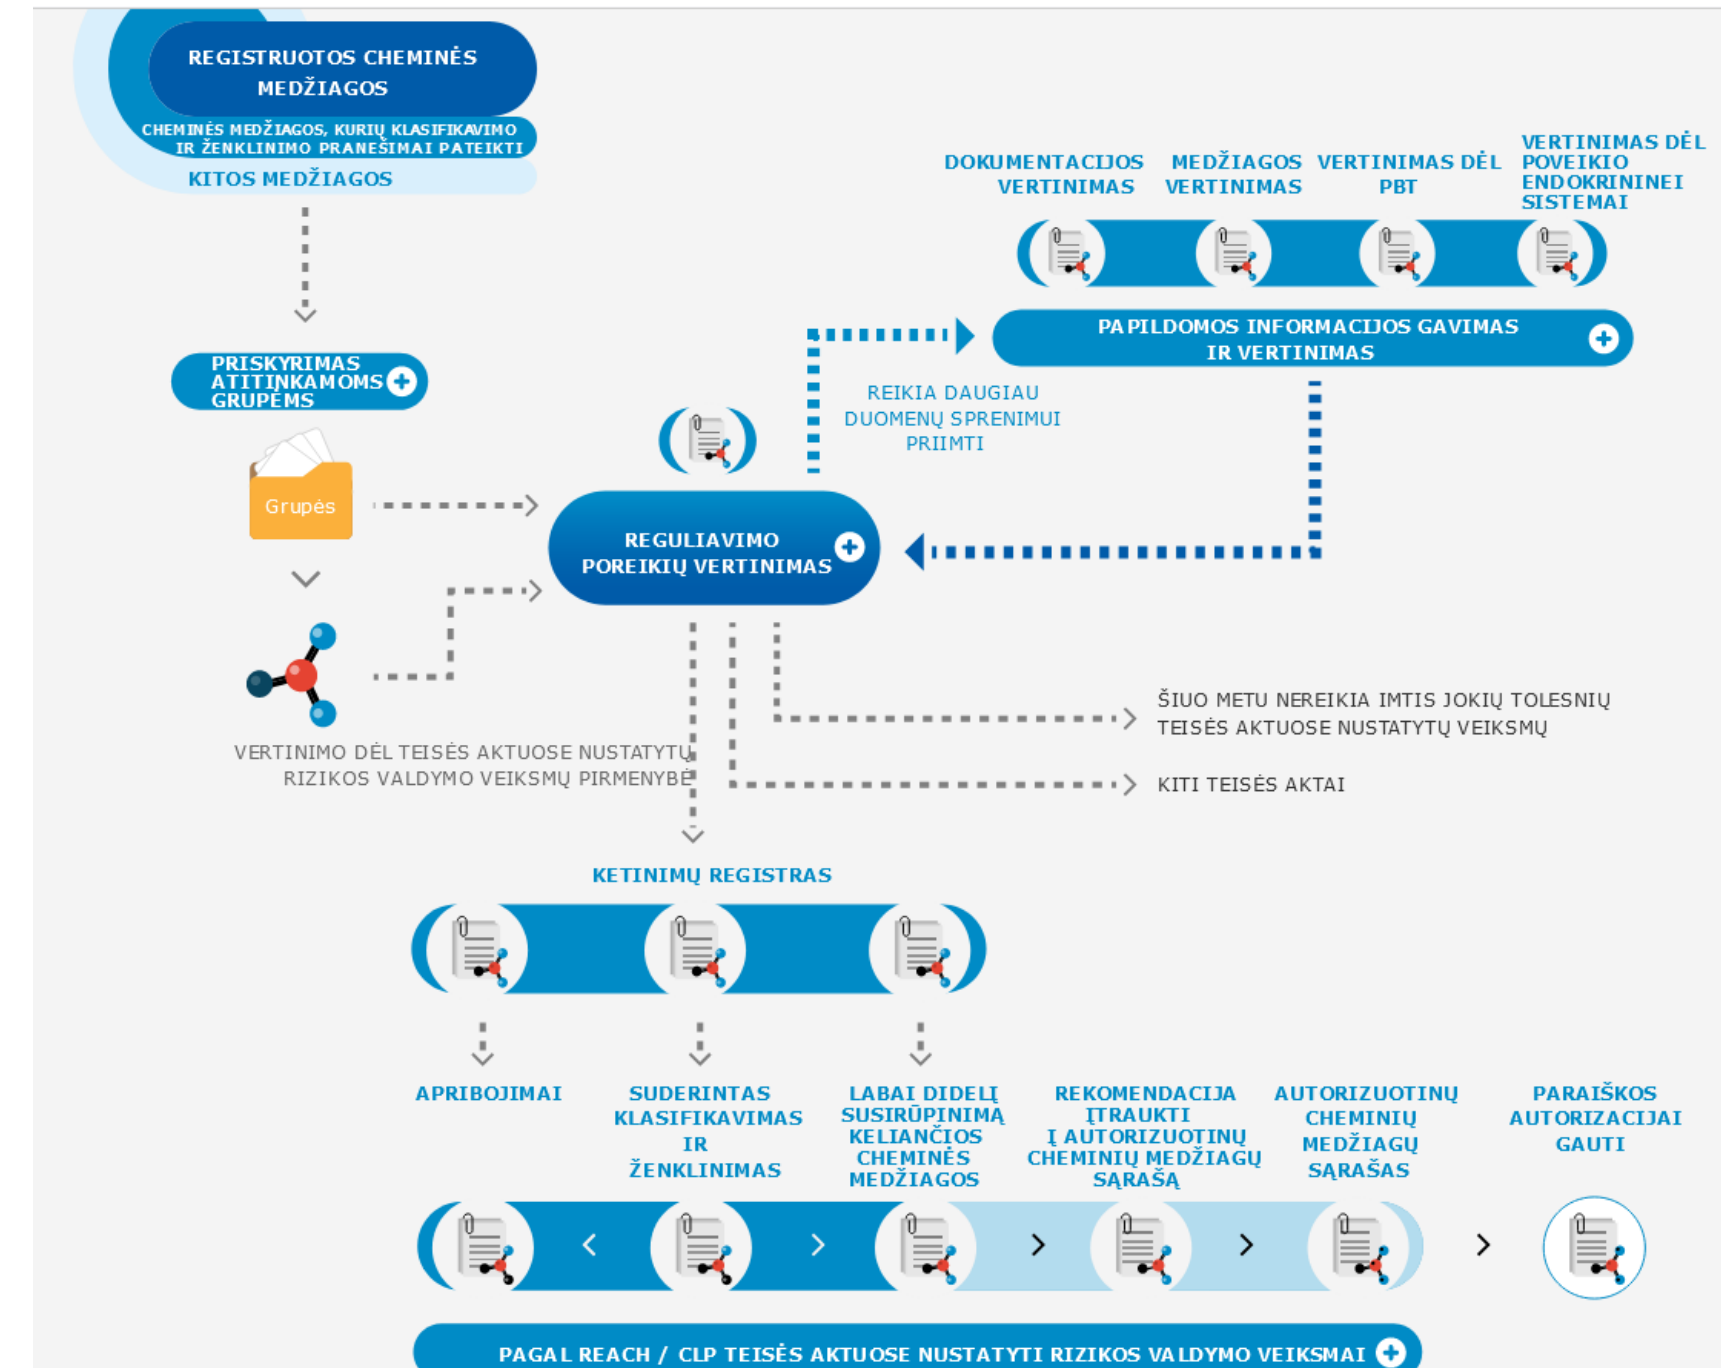 REGISTRUOTOS CHEMINĖS
MEDŽIAGOS
CHEMINĖS MEDŽIAGOS, KURIŲ KLASIFIKAVIMO
IR ŽENKLINIMO PRANEŠIMAI PATEIKTI
KITOS MEDŽIAGOS
DOKUMENTACIJOS
VERTINIMAS
MEDŽIAGOS
VERTINIMAS
VERTINIMAS DĖL
PBT
VERTINIMAS DĖL
POVEIKIO
ENDOKRININEI
SISTEMAI
PAPILDOMOS INFORMACIJOS GAVIMAS
IR VERTINIMAS
PRISKYRIMAS
ATITINKAMOMS
GRUPĖMS
REIKIA DAUGIAU
DUOMENŲ SPRENIMUI
PRIIMTI
Grupės
REGULIAVIMO
POREIKIŲ VERTINIMAS
VERTINIMO DĖL TEISĖS AKTUOSE NUSTATYTŲ
RIZIKOS VALDYMO VEIKSMŲ PIRMENYBĖ
ŠIUO METU NEREIKIA IMTIS JOKIŲ TOLESNIŲ
TEISĖS AKTUOSE NUSTATYTŲ VEIKSMŲ
KITI TEISĖS AKTAI
KETINIMŲ REGISTRAS
APRIBOJIMAI
SUDERINTAS
KLASIFIKAVIMAS
IR
ŽENKLINIMAS
LABAI DIDELĮ
SUSIRŪPINIMĄ
KELIANČIOS
CHEMINĖS
MEDŽIAGOS
REKOMENDACIJA
ĮTRAUKTI
Į AUTORIZUOTINŲ
CHEMINIŲ MEDŽIAGŲ
SĄRAŠĄ
AUTORIZUOTINŲ
CHEMINIŲ
MEDŽIAGŲ
SĄRAŠAS
PARAIŠKOS
AUTORIZACIJAI
GAUTI
PAGAL REACH / CLP TEISĖS AKTUOSE NUSTATYTI RIZIKOS VALDYMO VEIKSMAI